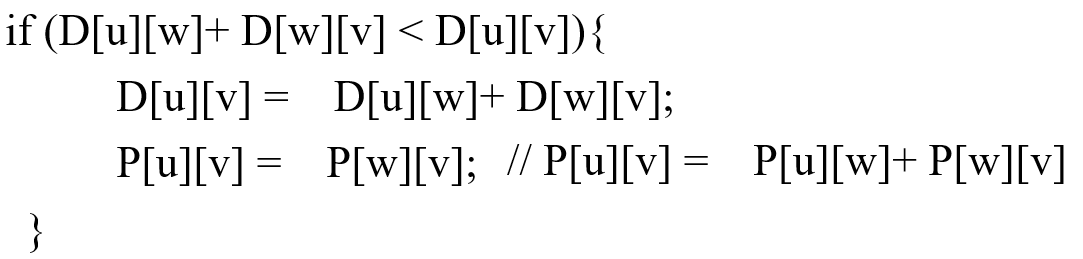 if (D[u][w]+ D[w][v] < D[u][v]){
D[u][v] = D[u][w]+ D[w][v];
P[u][v] = P[w][v]; // P[u][v] = P[u][w]+ P[w][v]
}